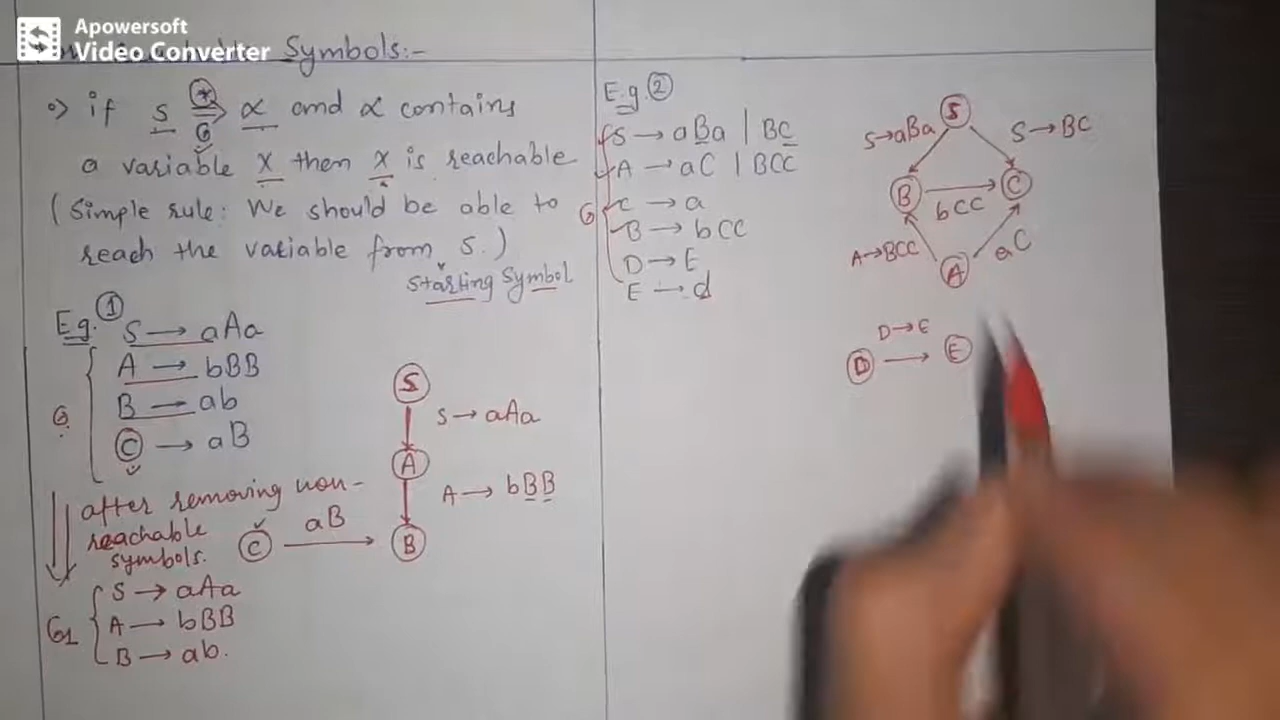 Apowersoft
Video Converter
Symbols:-
if S *⇒G α and α contains
a variable X then X is reachable
(Simple rule: We should be able to
reach the variable from S.)
Starting Symbol
Eg. ①
G
S → aAa
A → bBB
B → ab
C → aB
after removing non-
reachable
symbols.
G1
S → aAa
A → bBB
B → ab.
S
S → aAa
A
A → bBB
C
aB
B
E.g. ②
G
S → aBa | BC
A → aC | BCC
C → a
B → bCC
D → E
E → d
S
S→aBa
S→BC
B
bCC
C
A→BCC
aC
A
D→E
D → E